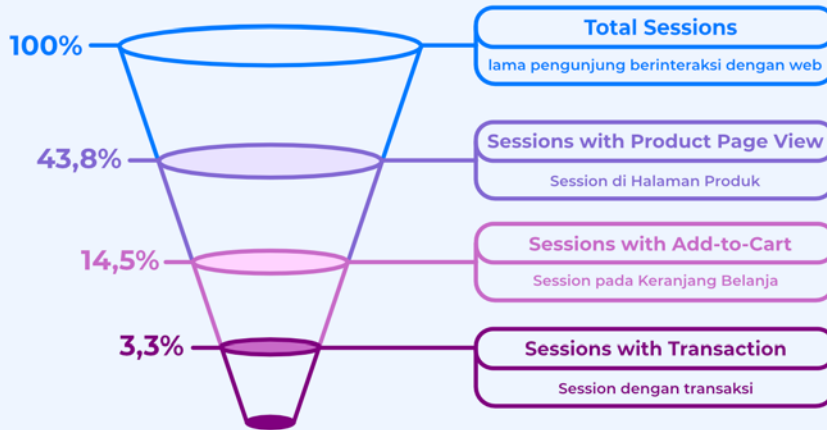 100%
Total Sessions
lama pengunjung berinteraksi dengan web
43,8%
Sessions with Product Page View
Session di Halaman Produk
14,5%
Sessions with Add-to-Cart
Session pada Keranjang Belanja
3,3%
Sessions with Transaction
Session dengan transaksi